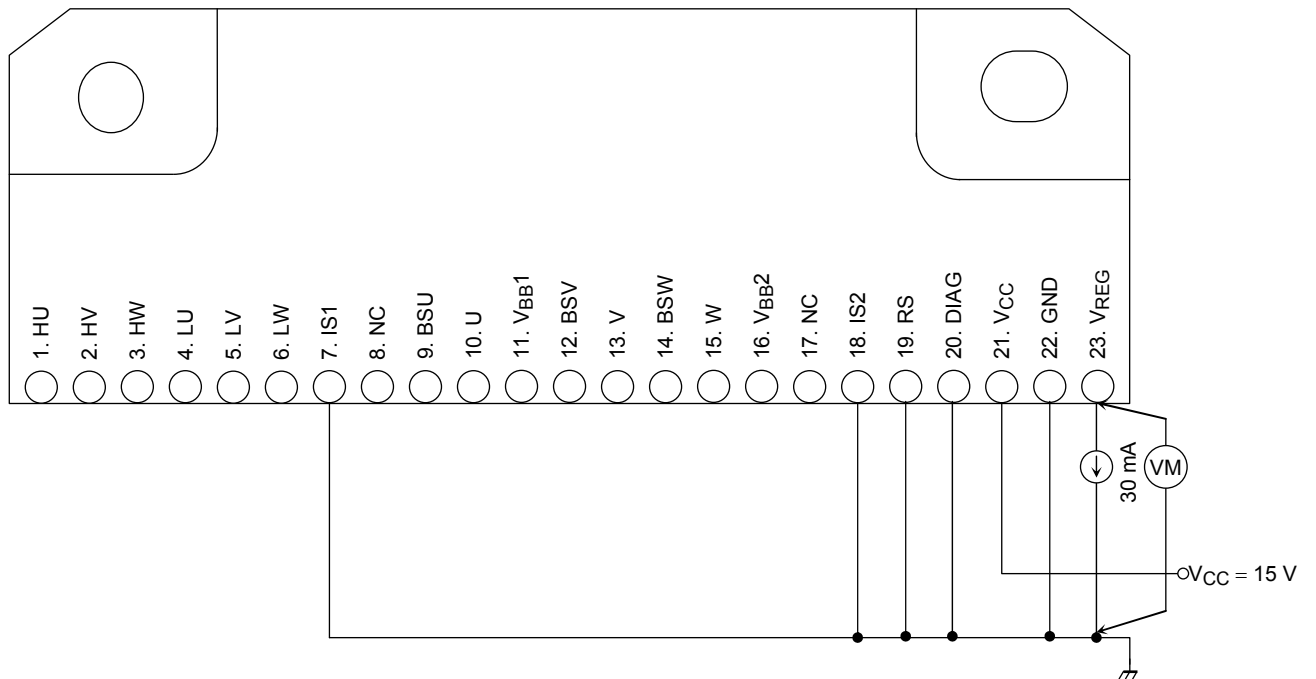 1. HU
2. HV
3. HW
4. LU
5. LV
6. LW
7. IS1
8. NC
9. BSU
10. U
11. VBB1
12. BSV
13. V
14. BSW
15. W
16. VBB2
17. NC
18. IS2
19. RS
20. DIAG
21. VCC
22. GND
23. VREG
30 mA
VM
VCC = 15 V